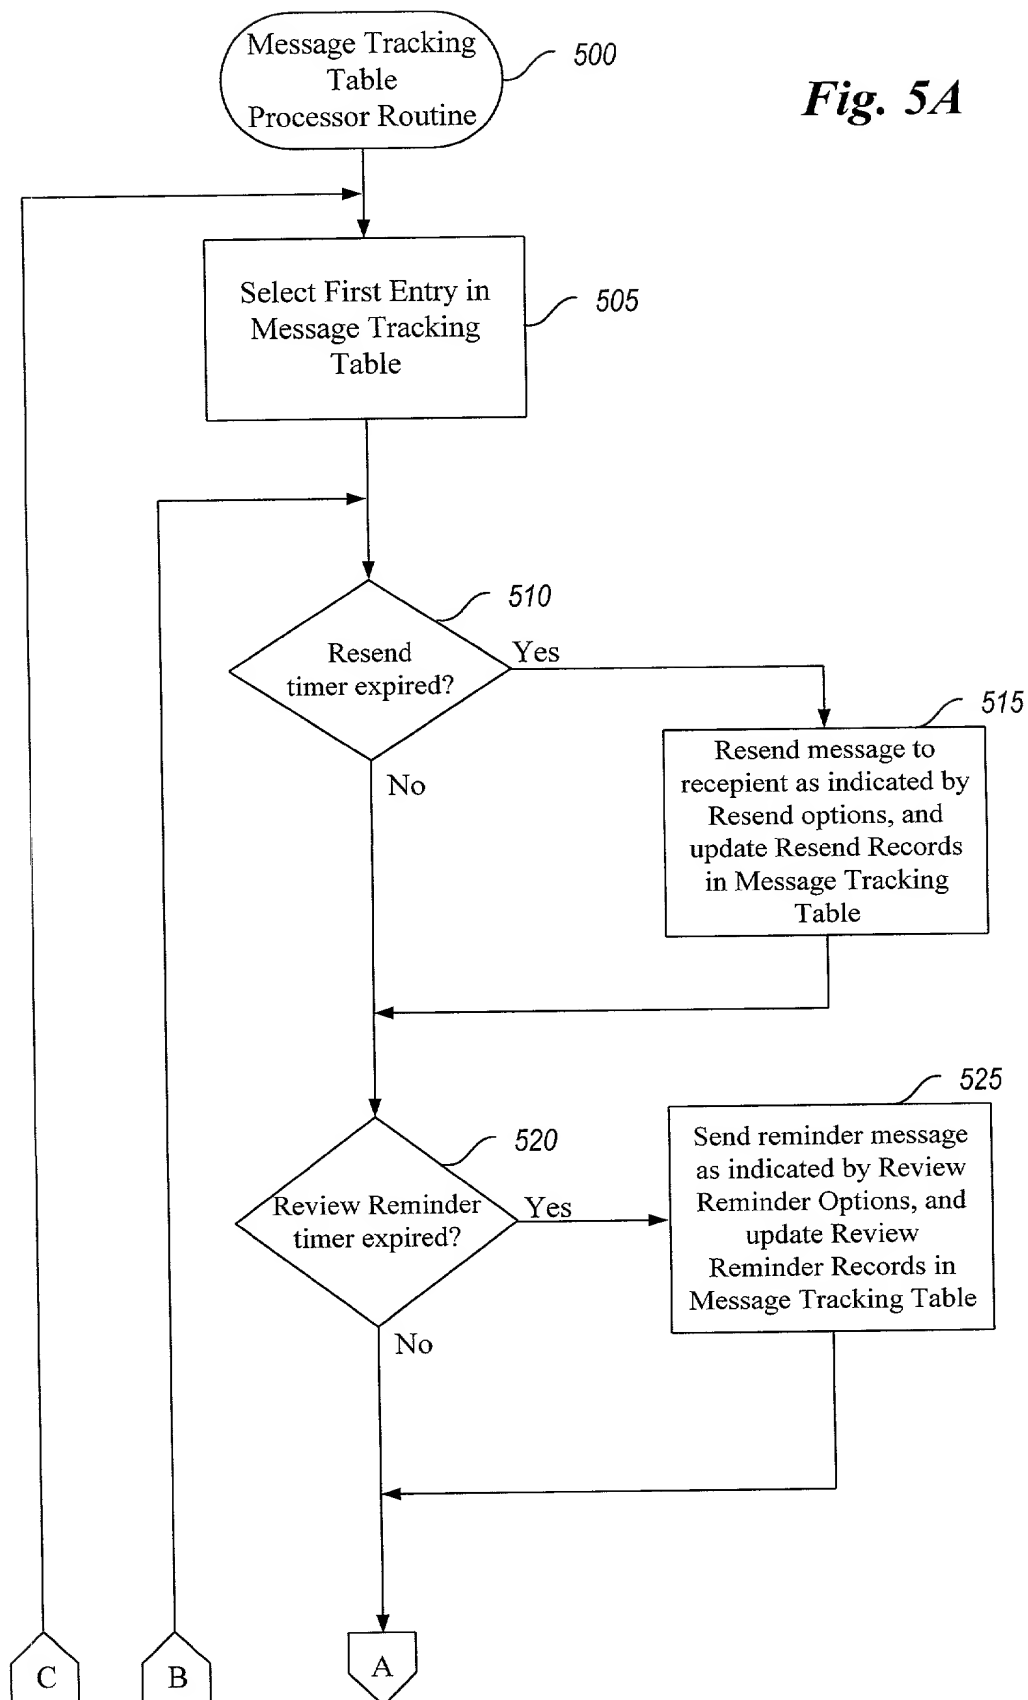 Message Tracking
Table
Processor Routine
500
Fig. 5A
Select First Entry in
Message Tracking
Table
505
510
Resend
timer expired?
Yes
No
515
Resend message to
recepient as indicated by
Resend options, and
update Resend Records
in Message Tracking
Table
520
Review Reminder
timer expired?
Yes
No
525
Send reminder message
as indicated by Review
Reminder Options, and
update Review
Reminder Records in
Message Tracking Table
C
B
A